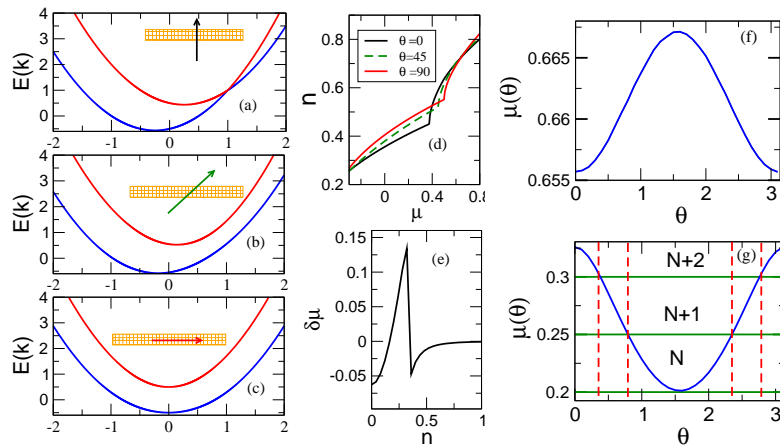 4
3
2
1
0
E(k)
(a)
-2 -1 0 1 2
4
3
2
1
0
E(k)
(b)
-2 -1 0 1 2
4
3
2
1
0
E(k)
(c)
-2 -1 0 1 2
1
0.8
0.6
0.4
0.2
n
θ=0
θ=45
θ=90
(d)
0 0.4 0.8
μ
0.15
0.1
0.05
0
-0.05
δμ
(e)
0 0.5 1
n
0.665
0.66
0.655
μ(θ)
(f)
0 1 2 3
θ
0.3
0.25
0.2
μ(θ)
(g)
N+2
N+1
N
0 1 2 3
θ